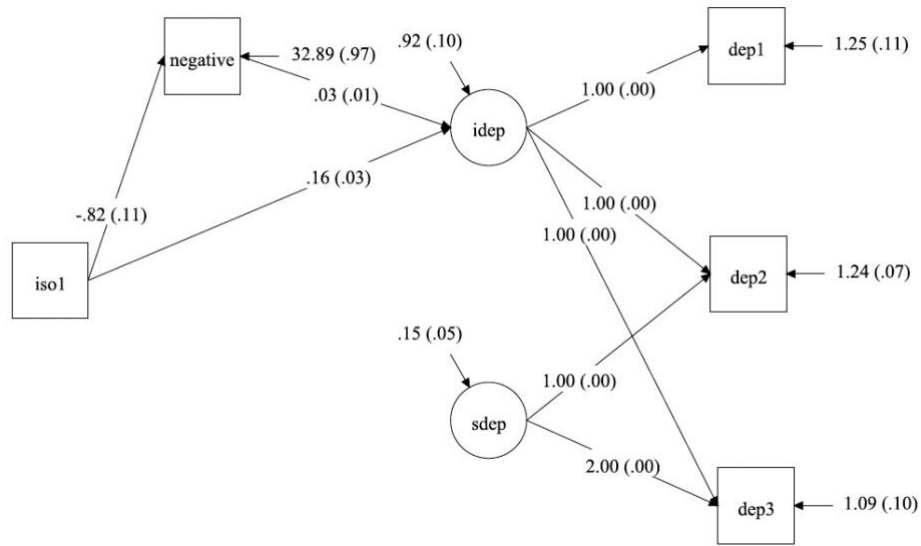 negative
32.89 (.97)
.92 (.10)
dep1
1.25 (.11)
.03 (.01)
1.00 (.00)
idep
.16 (.03)
1.00 (.00)
-.82 (.11)
1.00 (.00)
iso1
dep2
1.24 (.07)
.15 (.05)
1.00 (.00)
sdep
2.00 (.00)
dep3
1.09 (.10)